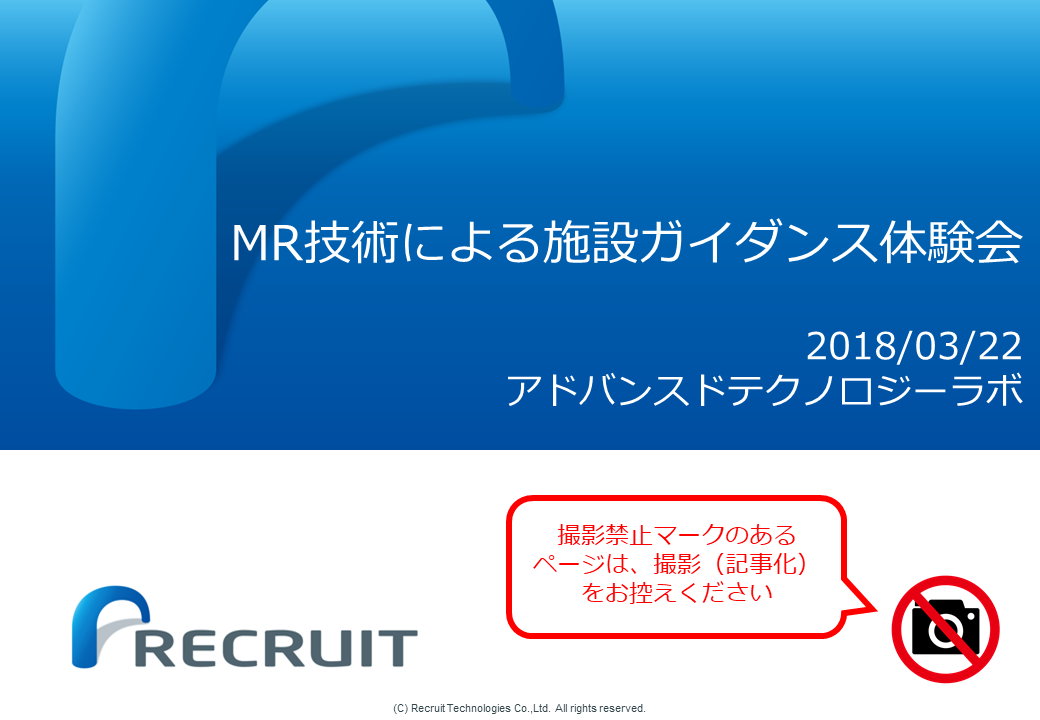 MR技術による施設ガイダンス体験会
2018/03/22
アドバンスドテクノロジーラボ
撮影禁止マークのある
ページは、撮影（記事化）
をお控えください
RECRUIT
(C) Recruit Technologies Co.,Ltd. All rights reserved.